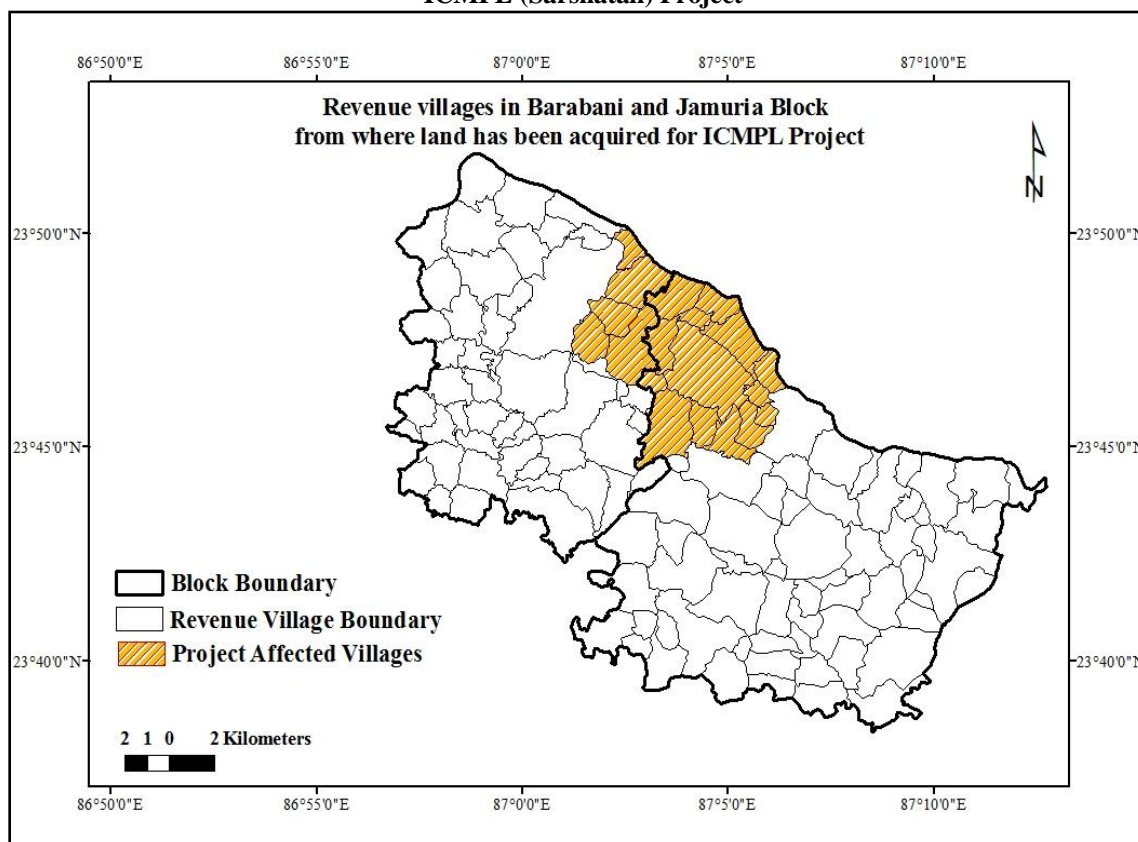 ICMPL (Sarshatali) Project
86°50'0"E 86°55'0"E 87°0'0"E 87°5'0"E 87°10'0"E
Revenue villages in Barabani and Jamuria Block
from where land has been acquired for ICMPL Project
N
23°50'0"N 23°50'0"N
23°45'0"N 23°45'0"N
Block Boundary
Revenue Village Boundary
Project Affected Villages
23°40'0"N 23°40'0"N
2 1 0 2 Kilometers
86°50'0"E 86°55'0"E 87°0'0"E 87°5'0"E 87°10'0"E